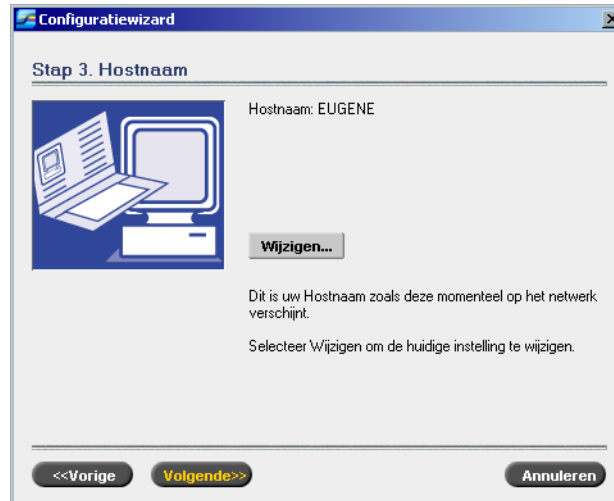 Configuratiewizard
Stap 3. Hostnaam
Hostnaam: EUGENE
Wijzigen...
Dit is uw Hostnaam zoals deze momenteel op het netwerk
verschijnt.
Selecteer Wijzigen om de huidige instelling te wijzigen.
<<Vorige
Volgende>>
Annuleren